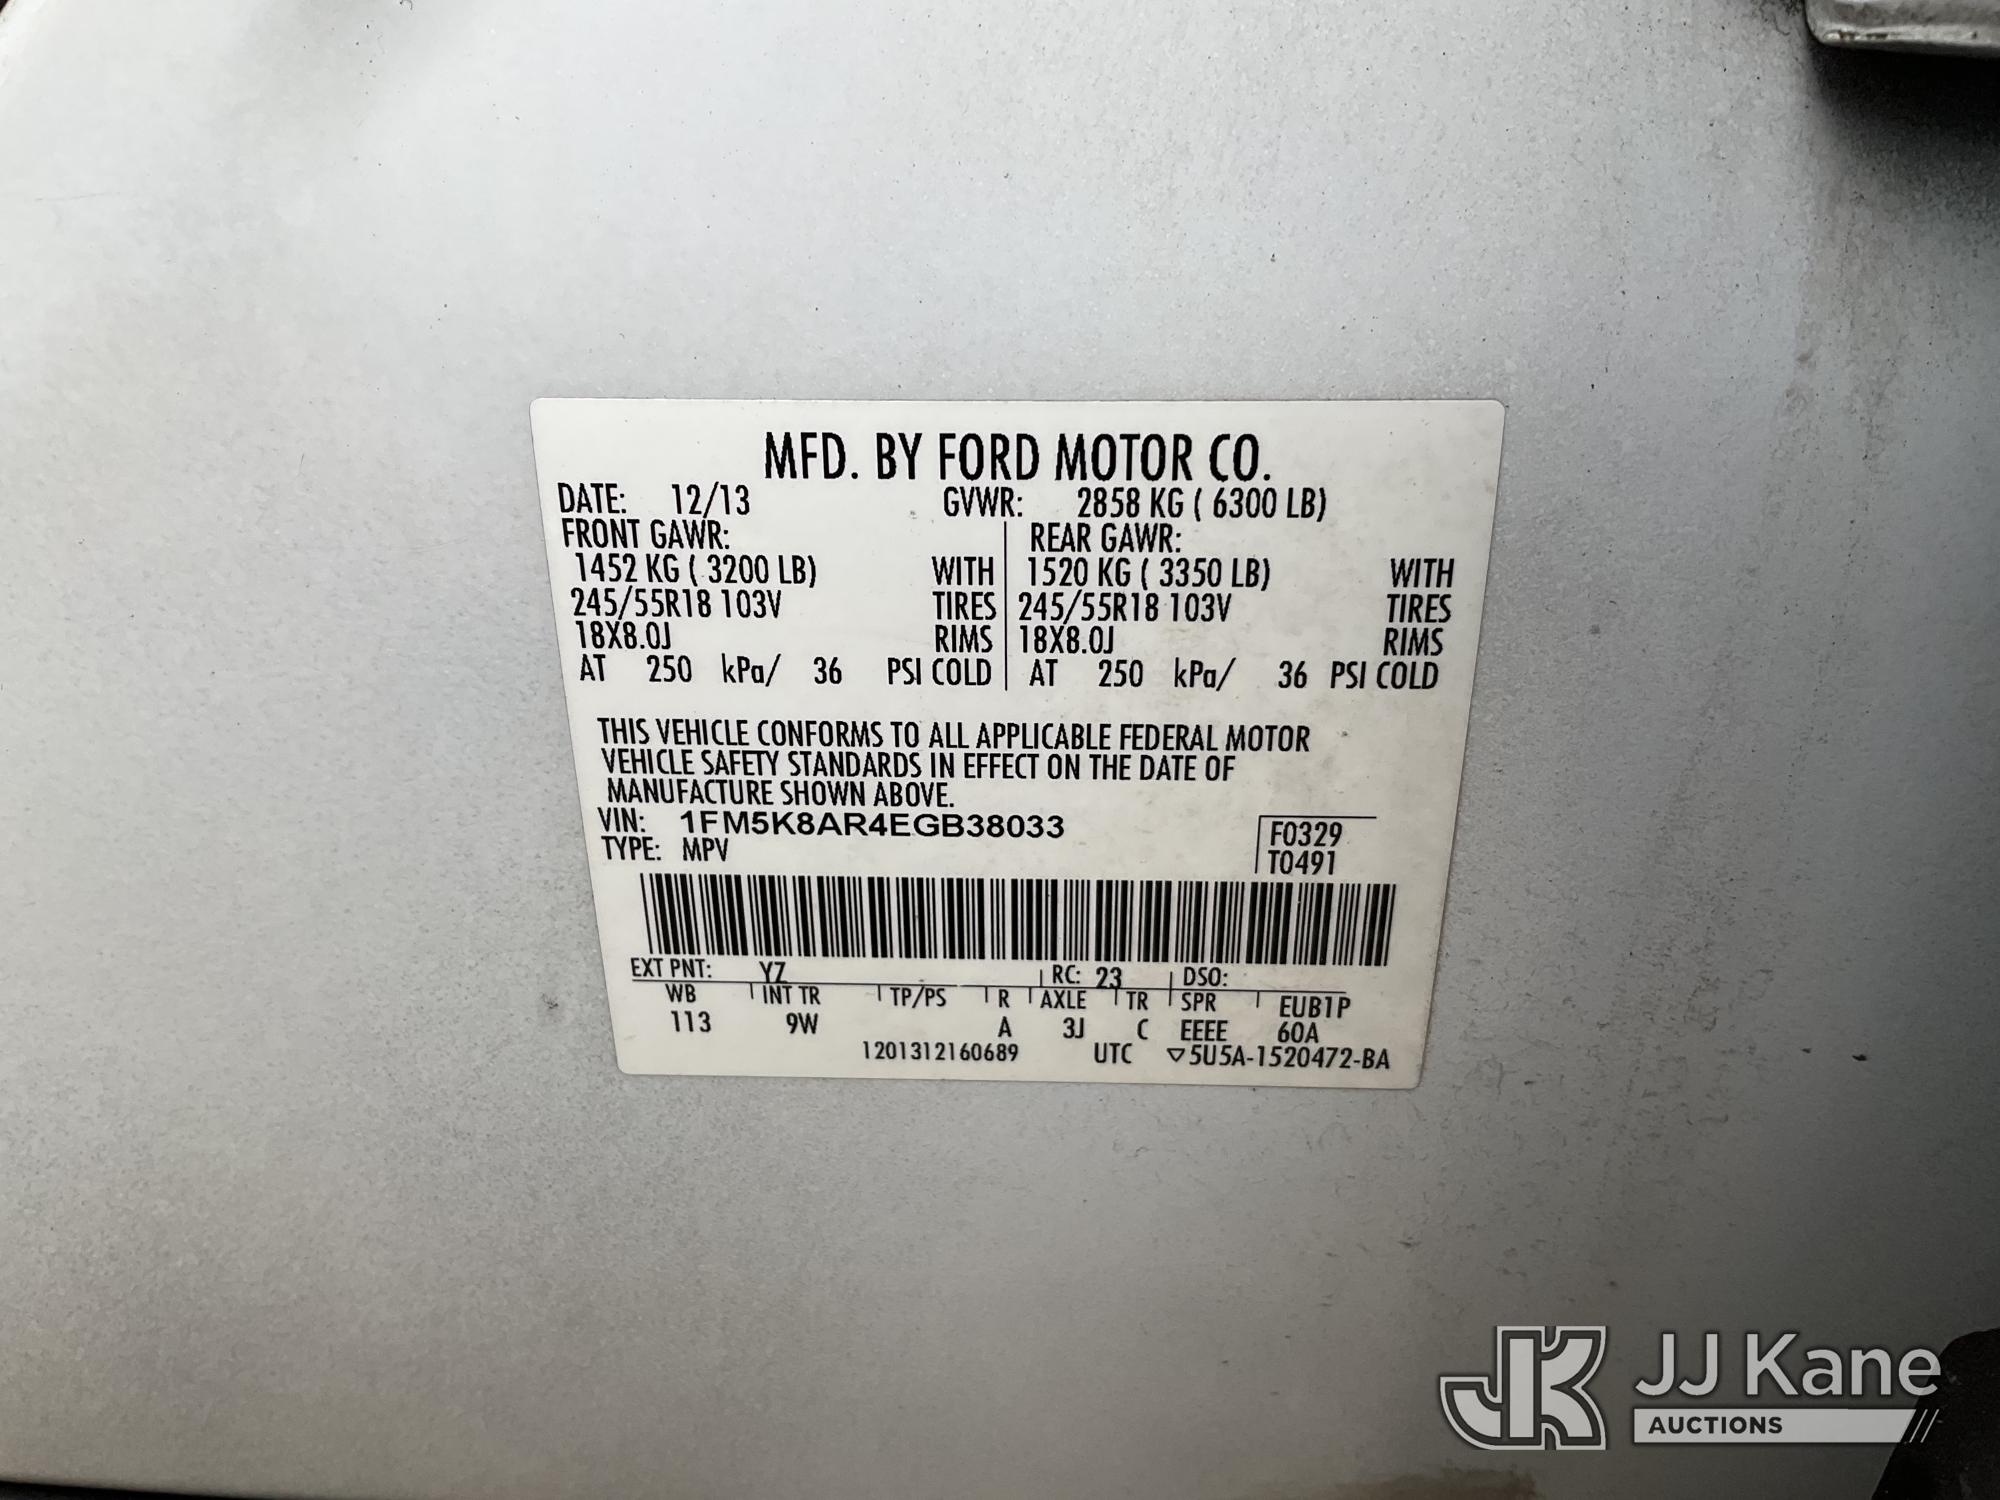 MFD. BY FORD MOTOR CO.
DATE: 12/13 GVWR: 2858 KG ( 6300 LB)
FRONT GAWR: REAR GAWR:
1452 KG ( 3200 LB) WITH 1520 KG ( 3350 LB) WITH
245/55R18 103V TIRES 245/55R18 103V TIRES
18X8.0J RIMS 18X8.0J RIMS
AT 250 kPa/ 36 PSI COLD AT 250 kPa/ 36 PSI COLD
THIS VEHICLE CONFORMS TO ALL APPLICABLE FEDERAL MOTOR
VEHICLE SAFETY STANDARDS IN EFFECT ON THE DATE OF
MANUFACTURE SHOWN ABOVE.
VIN: 1FM5K8AR4EGB38033 F0329
TYPE: MPV T0491
EXT PNT: YZ RC: 23 DSO:
WB INT TR TP/PS R AXLE TR SPR EUB1P
113 9W A 3J C EEEE 60A
1201312160689 UTC ▽5U5A-1520472-BA
JK JJ Kane
AUCTIONS